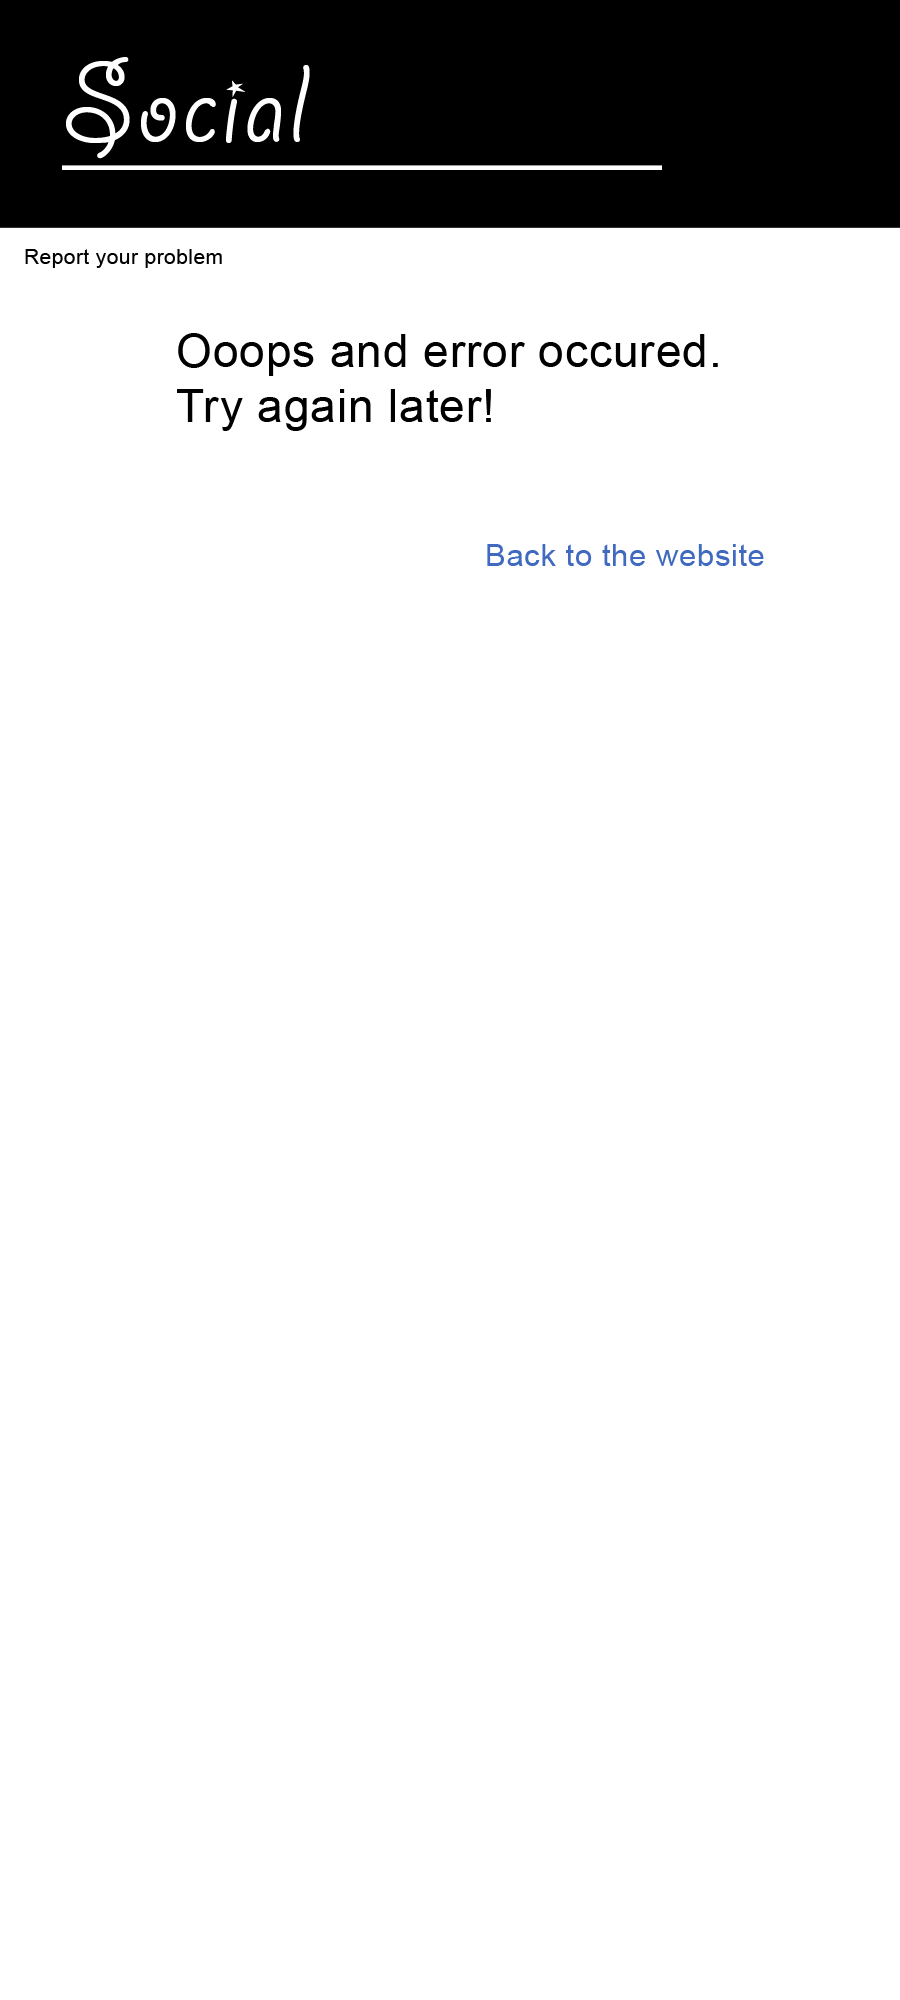 Social
Report your problem
Ooops and error occured.
Try again later!
Back to the website